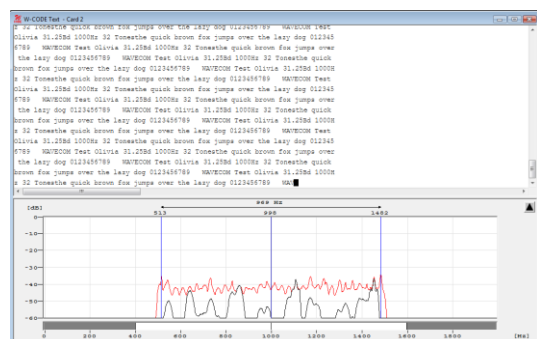 W-CODE Text - Card 2
z 32 Tonesthe quick brown fox jumps over the lazy dog 0123456789 WAVECOM Test
Olivia 31.25Bd 1000Hz 32 Tonesthe quick brown fox jumps over the lazy dog 012345
6789 WAVECOM Test Olivia 31.25Bd 1000Hz 32 Tonesthe quick brown fox jumps over
the lazy dog 0123456789 WAVECOM Test Olivia 31.25Bd 1000Hz 32 Tonesthe quick
brown fox jumps over the lazy dog 0123456789 WAVECOM Test Olivia 31.25Bd 1000H
z 32 Tonesthe quick brown fox jumps over the lazy dog 0123456789 WAVECOM Test
Olivia 31.25Bd 1000Hz 32 Tonesthe quick brown fox jumps over the lazy dog 012345
6789 WAVECOM Test Olivia 31.25Bd 1000Hz 32 Tonesthe quick brown fox jumps over
the lazy dog 0123456789 WAVECOM Test Olivia 31.25Bd 1000Hz 32 Tonesthe quick
brown fox jumps over the lazy dog 0123456789 WAVECOM Test Olivia 31.25Bd 1000H
z 32 Tonesthe quick brown fox jumps over the lazy dog 0123456789 WAVECOM Test
Olivia 31.25Bd 1000Hz 32 Tonesthe quick brown fox jumps over the lazy dog 012345
6789 WAVECOM Test Olivia 31.25Bd 1000Hz 32 Tonesthe quick brown fox jumps over
the lazy dog 0123456789 WAVECOM Test Olivia 31.25Bd 1000Hz 32 Tonesthe quick
brown fox jumps over the lazy dog 0123456789 WAVECOM Test Olivia 31.25Bd 1000H
z 32 Tonesthe quick brown fox jumps over the lazy dog 0123456789 WAV
969 Hz
[dB]
513 998 1482
0
-10
-20
-30
-40
-50
-60
0 200 400 600 800 1000 1200 1400 1600 1800 [Hz]